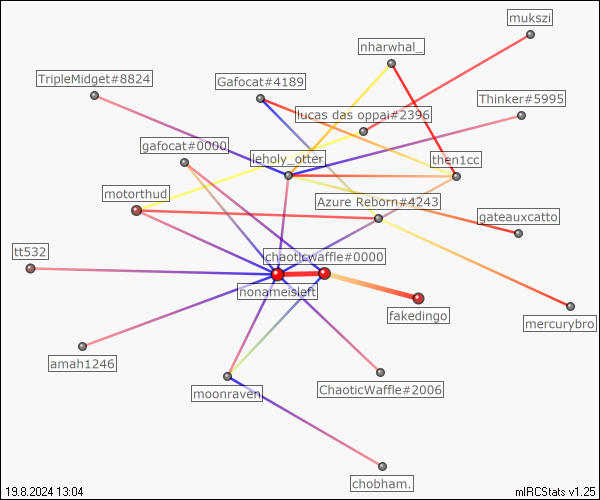 mukszi
nharwhal_
TripleMidget#8824
Gafocat#4189
Thinker#5995
lucas das oppai#2396
gafocat#0000
leholy_otter
then1cc
motorthud
Azure Reborn#4243
gateauxcatto
tt532
chaoticwaffle#0000
nonameisleft
fakedingo
mercurybro
amah1246
moonraven
ChaoticWaffle#2006
chobham.
19.8.2024 13:04
mIRCStats v1.25